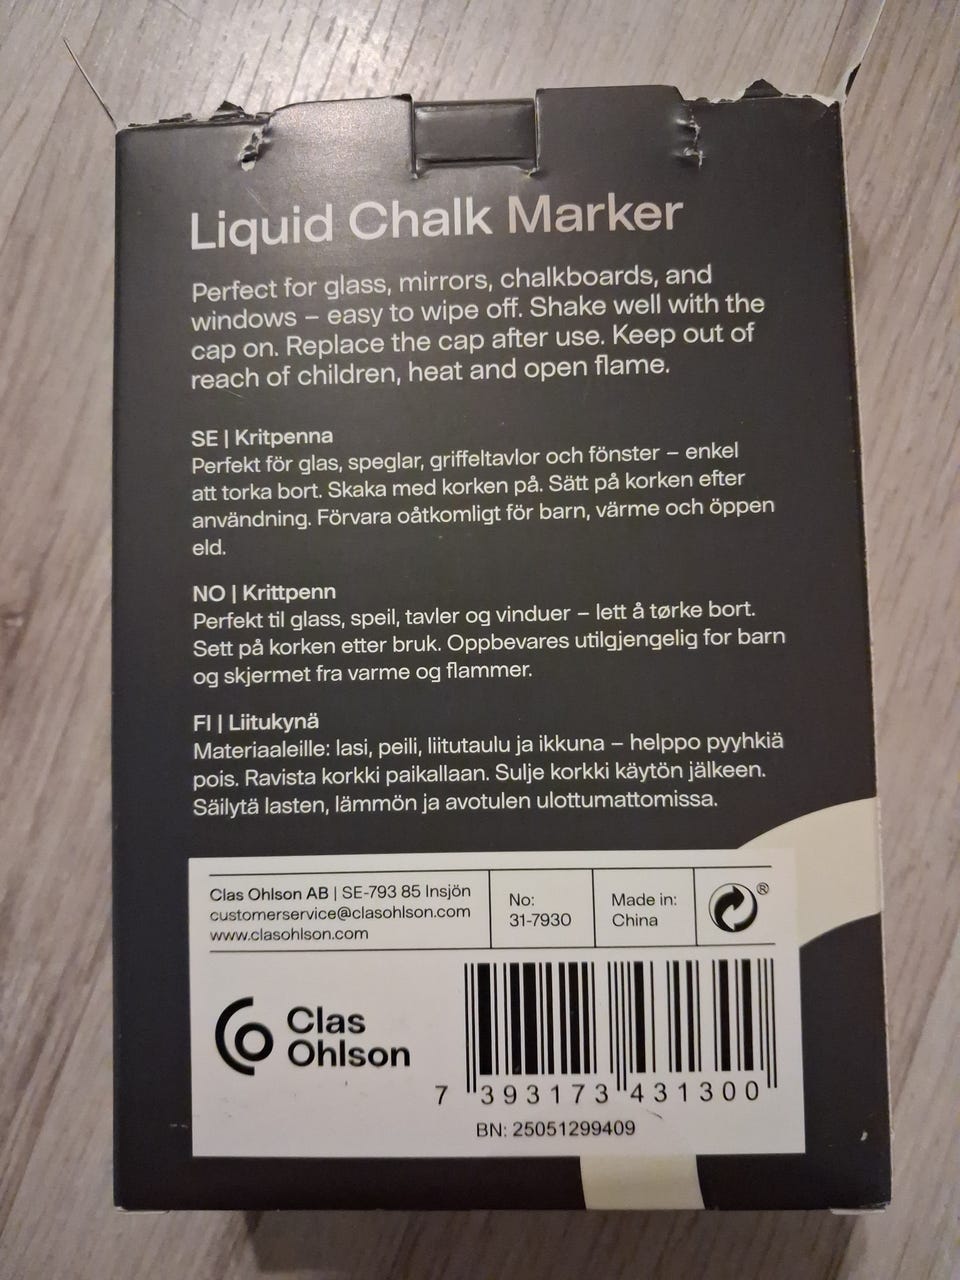 Liquid Chalk Marker
Perfect for glass, mirrors, chalkboards, and
windows – easy to wipe off. Shake well with the
cap on. Replace the cap after use. Keep out of
reach of children, heat and open flame.
SE | Kritpenna
Perfekt för glas, speglar, griffeltavlor och fönster – enkel
att torka bort. Skaka med korken på. Sätt på korken efter
användning. Förvara oåtkomligt för barn, värme och öppen
eld.
NO | Krittpenn
Perfekt til glass, speil, tavler og vinduer – lett å tørke bort.
Sett på korken etter bruk. Oppbevares utilgjengelig for barn
og skjermet fra varme og flammer.
FI | Liitukynä
Materiaaleille: lasi, peili, liitutaulu ja ikkuna – helppo pyyhkiä
pois. Ravista korkki paikallaan. Sulje korkki käytön jälkeen.
Säilytä lasten, lämmön ja avotulen ulottumattomissa.
Clas Ohlson AB | SE-793 85 Insjön
customerservice@clasohlson.com
www.clasohlson.com
No:
31-7930
Made in:
China
®
Clas
Ohlson
7 393173 431300
BN: 25051299409